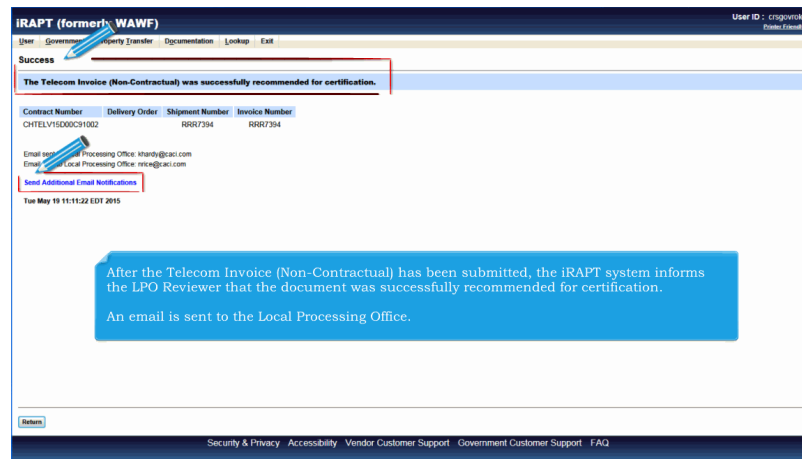 iRAPT (formerly WAWF)
User ID : crsgovrok
Printer Friendl
User Government Property Transfer Documentation Lookup Exit
Success
The Telecom Invoice (Non-Contractual) was successfully recommended for certification.
Contract Number Delivery Order Shipment Number Invoice Number
CHTELV15D00C91002 RRR7394 RRR7394
Email sent Local Processing Office: khardy@caci.com
Email Local Processing Office: nrice@caci.com
Send Additional Email Notifications
Tue May 19 11:11:22 EDT 2015
After the Telecom Invoice (Non-Contractual) has been submitted, the iRAPT system informs
the LPO Reviewer that the document was successfully recommended for certification.
An email is sent to the Local Processing Office.
Return
Security & Privacy Accessibility Vendor Customer Support Government Customer Support FAQ